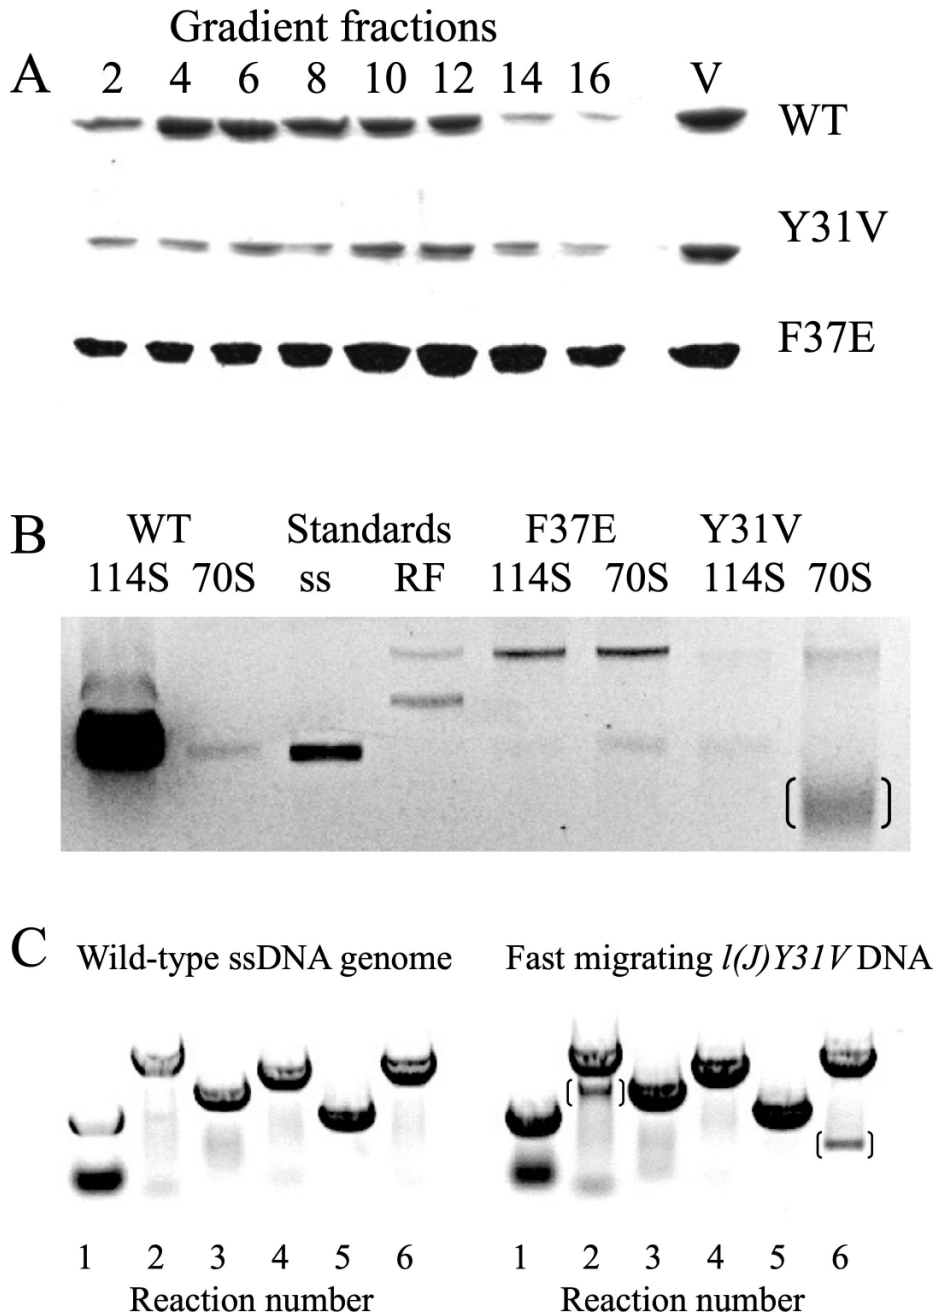 Gradient fractions
A 2 4 6 8 10 12 14 16 V
WT
Y31V
F37E
B WT Standards F37E Y31V
114S 70S ss RF 114S 70S 114S 70S
C Wild-type ssDNA genome Fast migrating l(J)Y31V DNA
1 2 3 4 5 6 1 2 3 4 5 6
Reaction number Reaction number